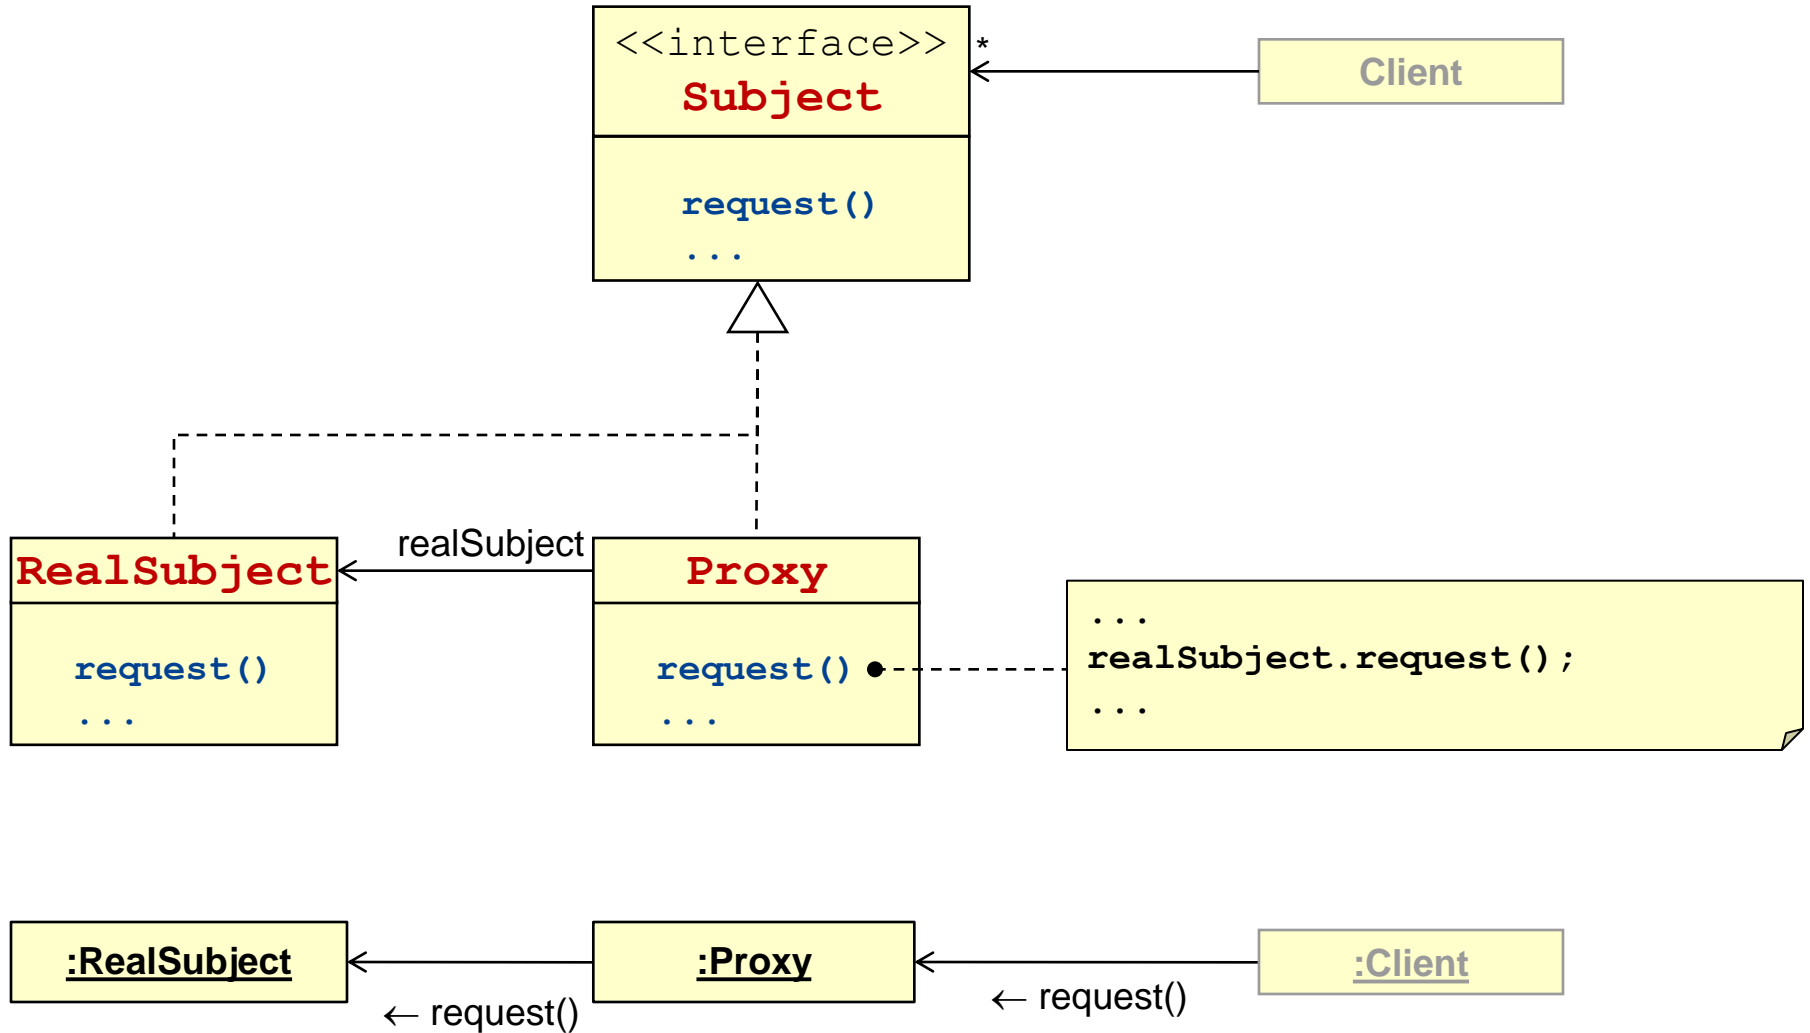 <<interface>>
*
Subject
Client
request()
...
realSubject
RealSubject
Proxy
request()
...
request()
...
...
realSubject.request();
...
:RealSubject
:Proxy
:Client
← request()
← request()